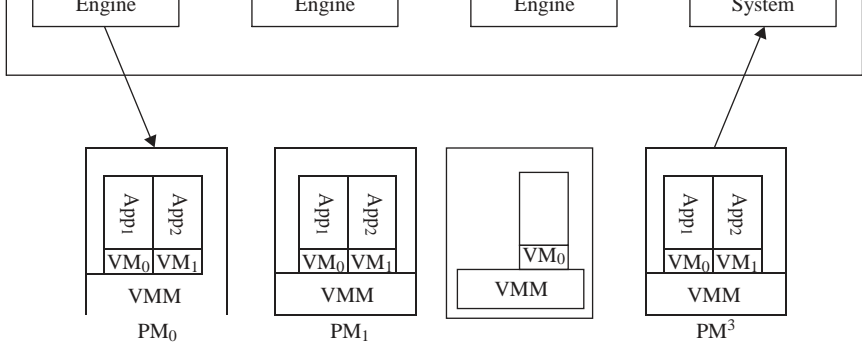 Engine Engine Engine System
App₁ App₂ App₁ App₂ App₁ App₂
VM₀ VM₁ VM₀ VM₁ VM₀ VM₀ VM₁
VMM VMM VMM VMM
PM₀ PM₁ PM³